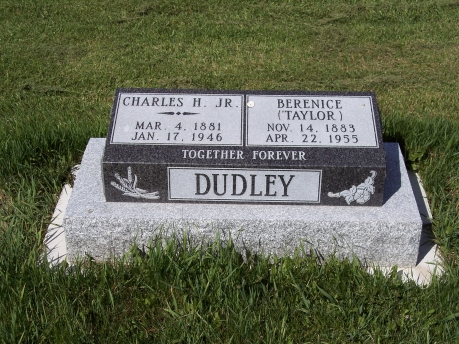 CHARLES H. JR.
MAR. 4, 1881
JAN. 17, 1946
BERENICE
(TAYLOR)
NOV. 14, 1883
APR. 22, 1955
TOGETHER FOREVER
DUDLEY